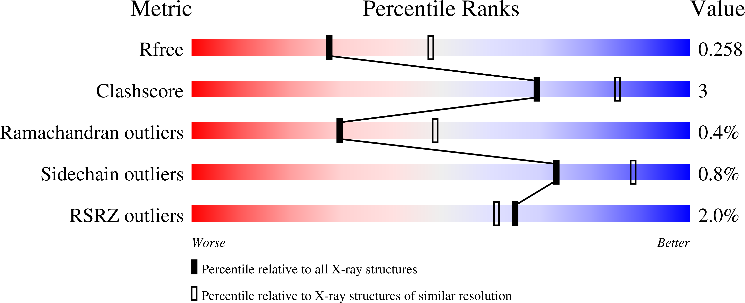 Metric Percentile Ranks Value
Rfree 0.258
Clashscore 3
Ramachandran outliers 0.4%
Sidechain outliers 0.8%
RSRZ outliers 2.0%
Worse Better
Percentile relative to all X-ray structures
Percentile relative to X-ray structures of similar resolution